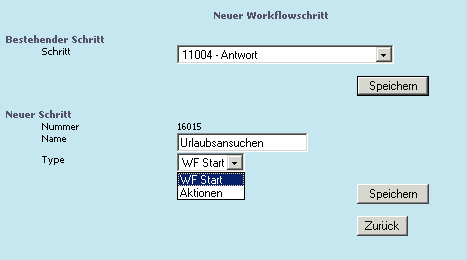 Neuer Workflowschritt
Bestehender Schritt
Schritt 11004 - Antwort
Speichern
Neuer Schritt
Nummer 16015
Name Urlaubsansuchen
Type WF Start
WF Start
Aktionen
Speichern
Zurück